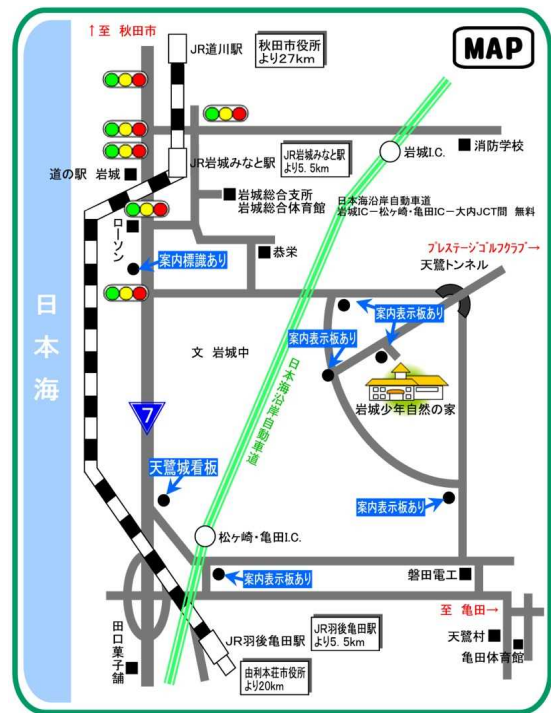 ↑至 秋田市
MAP
JR道川駅
秋田市役所
より27km
岩城I.C.
消防学校
道の駅 岩城
JR岩城みなと駅
JR岩城みなと駅
より5.5km
岩城総合支所
岩城総合体育館
日本海沿岸自動車道
岩城IC－松ヶ崎・亀田IC－大内JCT間 無料
ローソン
恭栄
案内標識あり
プレステージゴルフクラブ→
天鷺トンネル
案内表示板あり
案内表示板あり
日本海
文 岩城中
日本海沿岸自動車道
岩城少年自然の家
7
天鷺城看板
案内表示板あり
松ヶ崎・亀田I.C.
案内表示板あり
磐田電工
至 亀田→
田口菓子舗
JR羽後亀田駅
JR羽後亀田駅
より5.5km
天鷺村
亀田体育館
由利本荘市役所
より20km